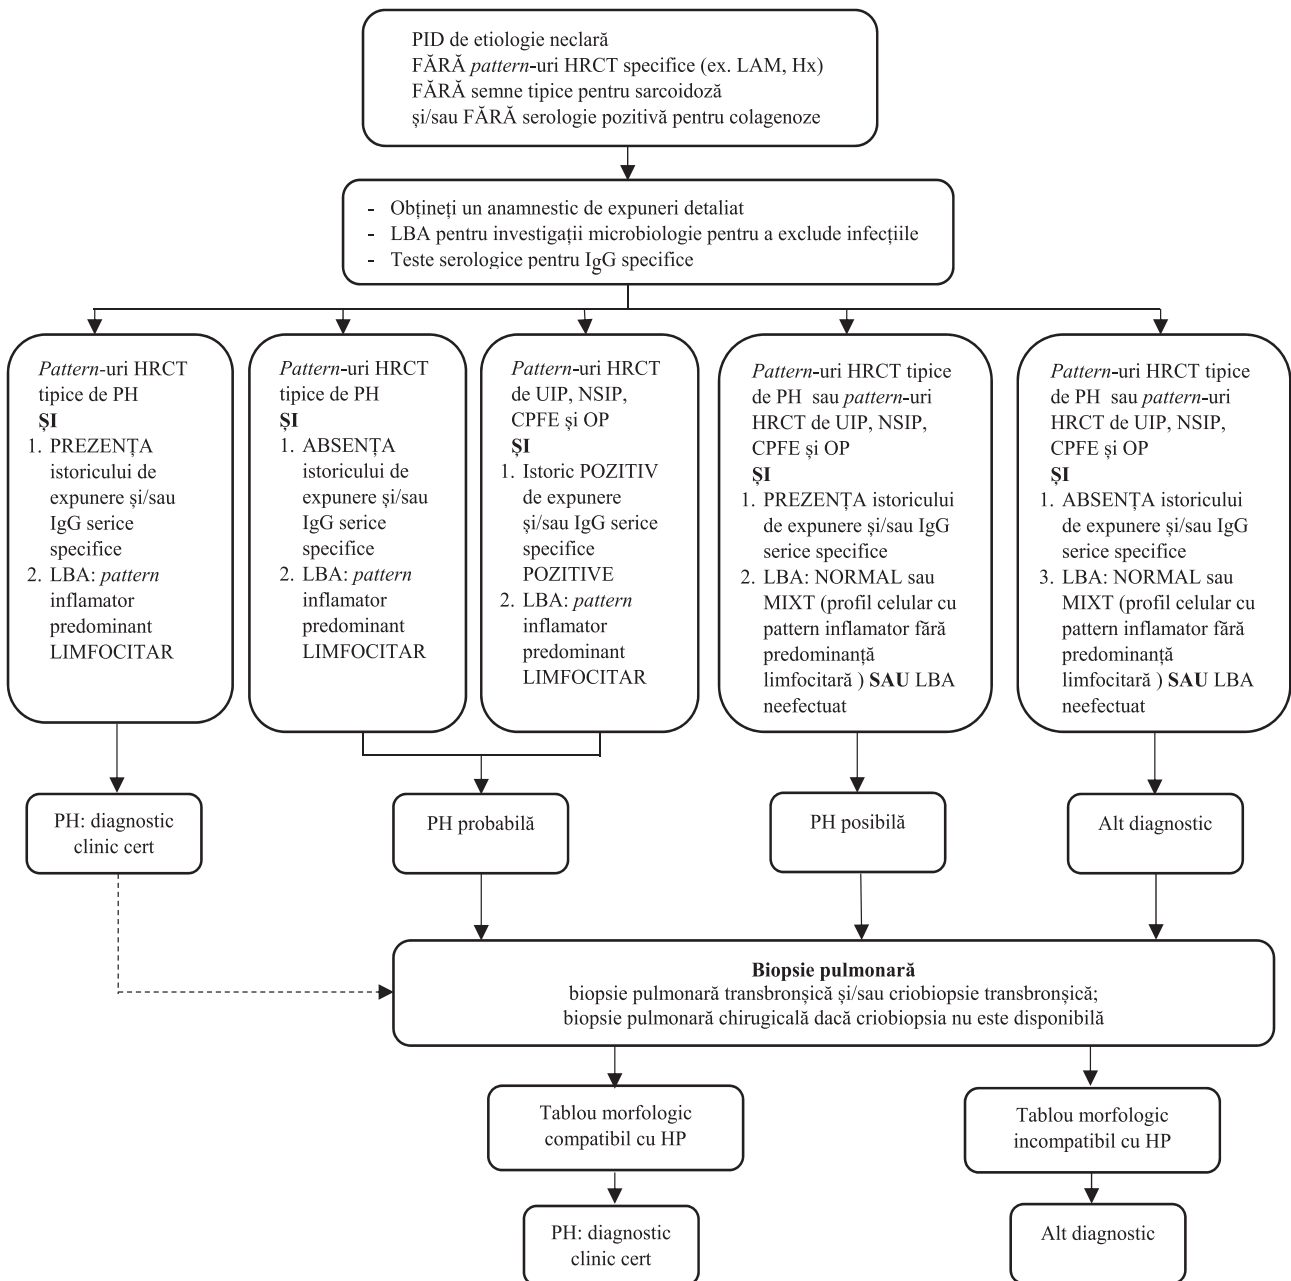 PID de etiologie neclară
FĂRĂ pattern-uri HRCT specifice (ex. LAM, Hx)
FĂRĂ semne tipice pentru sarcoidoză
și/sau FĂRĂ serologie pozitivă pentru colagenoze
- Obțineți un anamnestic de expuneri detaliat
- LBA pentru investigații microbiologie pentru a exclude infecțiile
- Teste serologice pentru IgG specifice
Pattern-uri HRCT
tipice de PH
ȘI
1. PREZENȚA
istoricului de
expunere și/sau
IgG serice
specifice
2. LBA: pattern
inflamator
predominant
LIMFOCITAR
Pattern-uri HRCT
tipice de PH
ȘI
1. ABSENȚA
istoricului de
expunere și/sau
IgG serice
specifice
2. LBA: pattern
inflamator
predominant
LIMFOCITAR
Pattern-uri HRCT
de UIP, NSIP,
CPFE și OP
ȘI
1. Istoric POZITIV
de expunere
și/sau IgG serice
specifice
POZITIVE
2. LBA: pattern
inflamator
predominant
LIMFOCITAR
Pattern-uri HRCT tipice
de PH sau pattern-uri
HRCT de UIP, NSIP,
CPFE și OP
ȘI
1. PREZENȚA istoricului
de expunere și/sau IgG
serice specifice
2. LBA: NORMAL sau
MIXT (profil celular cu
pattern inflamator fără
predominanță
limfocitară ) SAU LBA
neefectuat
Pattern-uri HRCT tipice
de PH sau pattern-uri
HRCT de UIP, NSIP,
CPFE și OP
ȘI
1. ABSENȚA istoricului
de expunere și/sau IgG
serice specifice
3. LBA: NORMAL sau
MIXT (profil celular cu
pattern inflamator fără
predominanță
limfocitară ) SAU LBA
neefectuat
PH: diagnostic
clinic cert
PH probabilă
PH posibilă
Alt diagnostic
Biopsie pulmonară
biopsie pulmonară transbronșică și/sau criobiopsie transbronșică;
biopsie pulmonară chirugicală dacă criobiopsia nu este disponibilă
Tablou morfologic
compatibil cu HP
Tablou morfologic
incompatibil cu HP
PH: diagnostic
clinic cert
Alt diagnostic